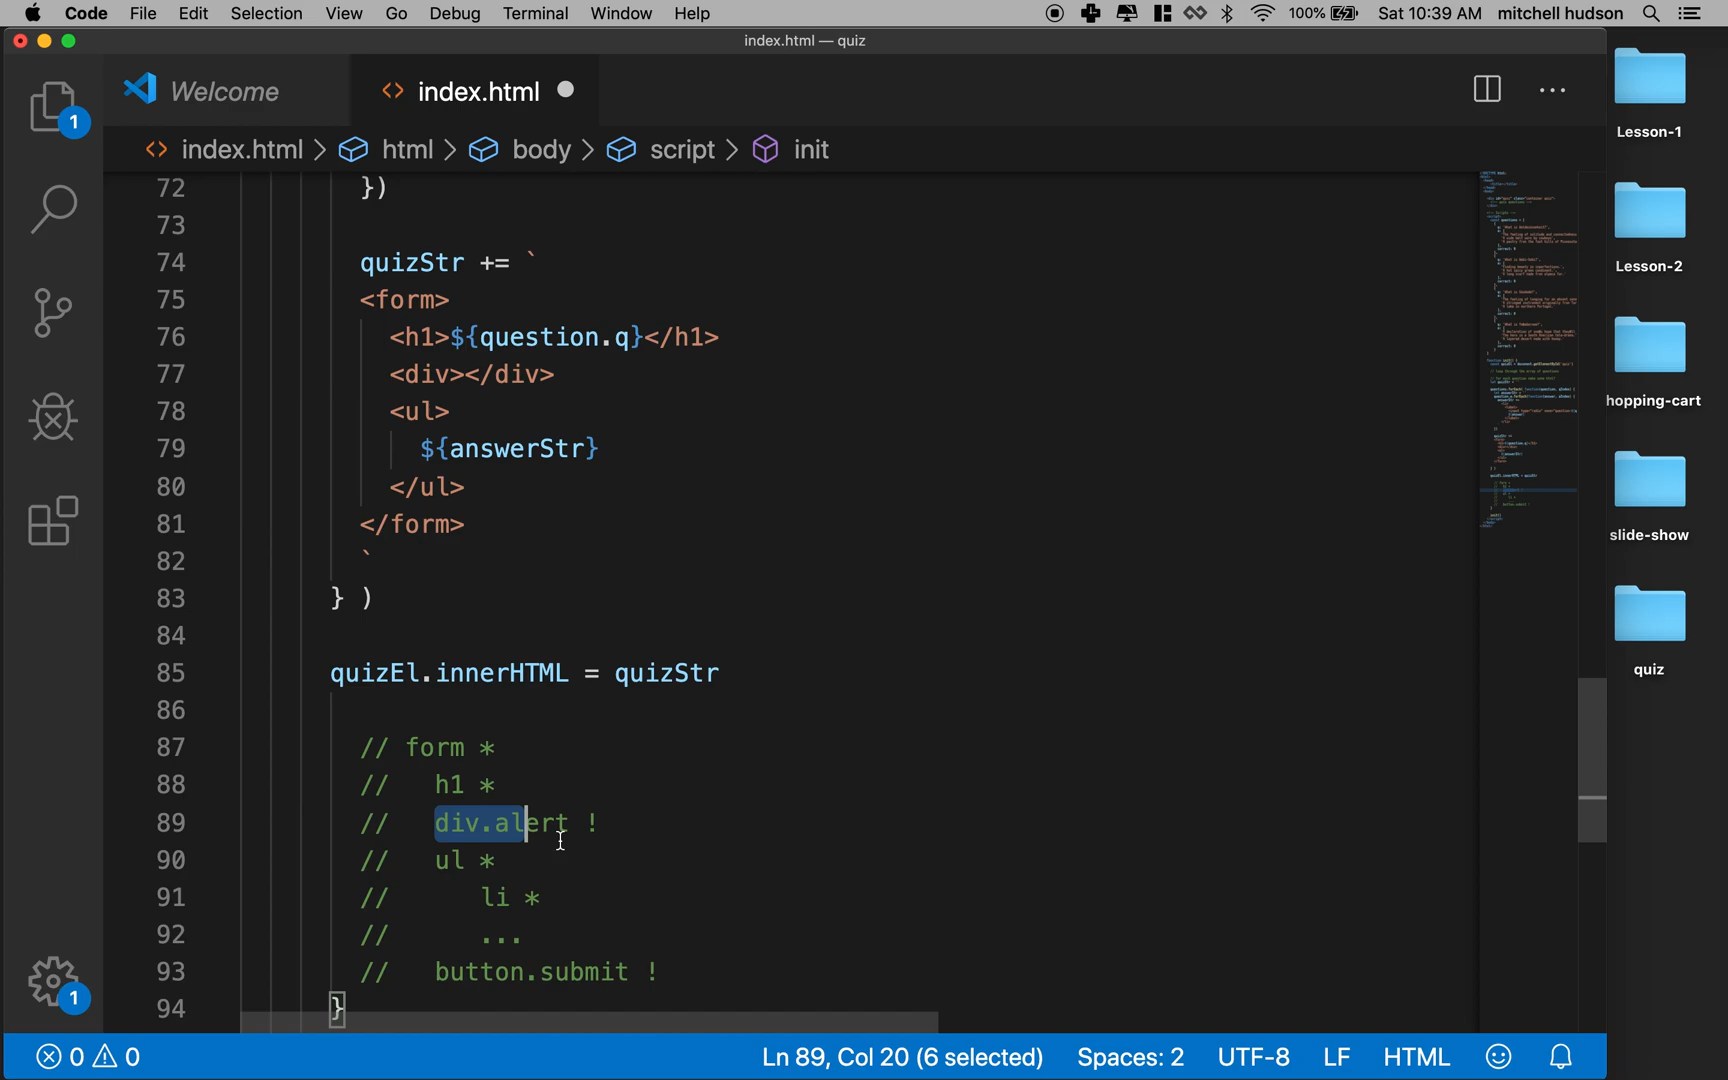 Code File Edit Selection View Go Debug Terminal Window Help 100% Sat 10:39 AM mitchell hudson
index.html — quiz
Welcome index.html
index.html > html > body > script > init
72 })
73
74 quizStr += `
75 <form>
76 <h1>${question.q}</h1>
77 <div></div>
78 <ul>
79 ${answerStr}
80 </ul>
81 </form>
82 `
83 } )
84
85 quizEl.innerHTML = quizStr
86
87 // form *
88 // h1 *
89 // div.alert !
90 // ul *
91 // li *
92 // ...
93 // button.submit !
94 }
1
1
0 0 Ln 89, Col 20 (6 selected) Spaces: 2 UTF-8 LF HTML
Lesson-1
Lesson-2
hopping-cart
slide-show
quiz